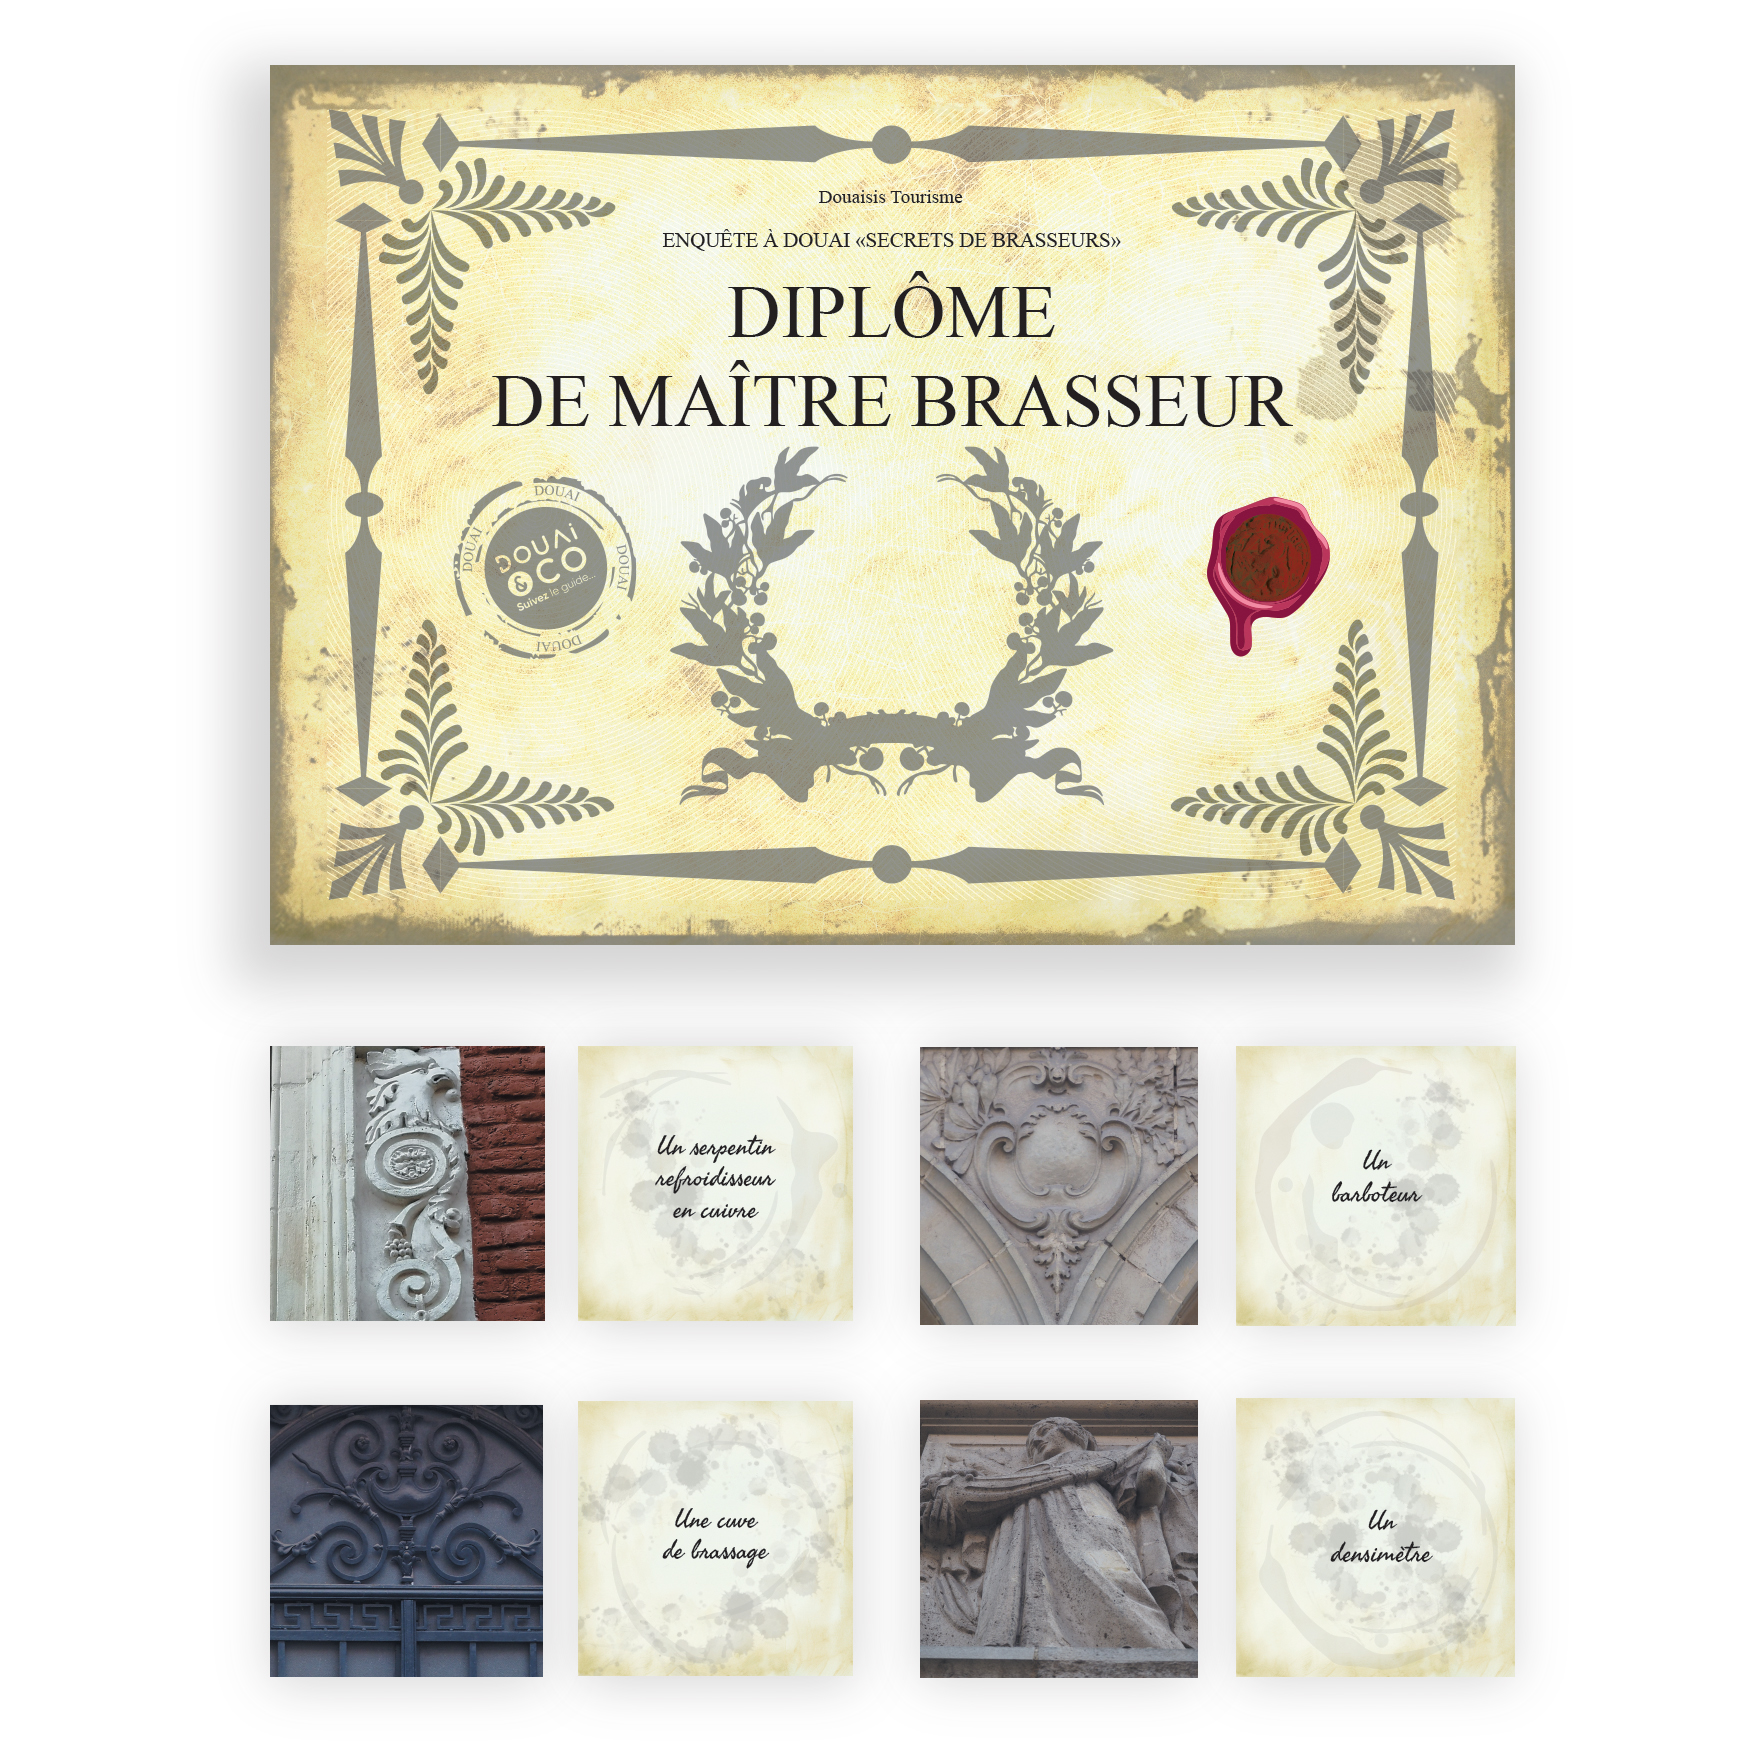 Douaisis Tourisme
ENQUÊTE À DOUAI «SECRETS DE BRASSEURS»
DIPLÔME
DE MAÎTRE BRASSEUR
DOUAI
DOUAI
DOUAI
DOUAI
DOUAi
&CO
Suivez le guide...
Un serpentin
refroidisseur
en cuivre
Un
barboteur
Une cuve
de brassage
Un
densimètre